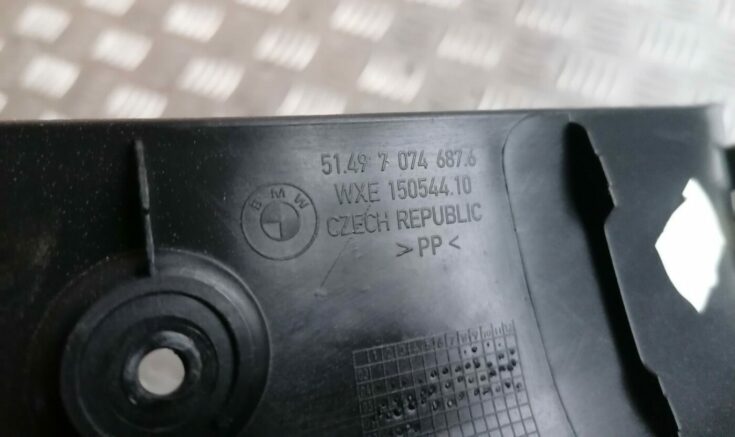 51.49 7 074 687.6
WXE 150544.10
BMW
CZECH REPUBLIC
>PP<